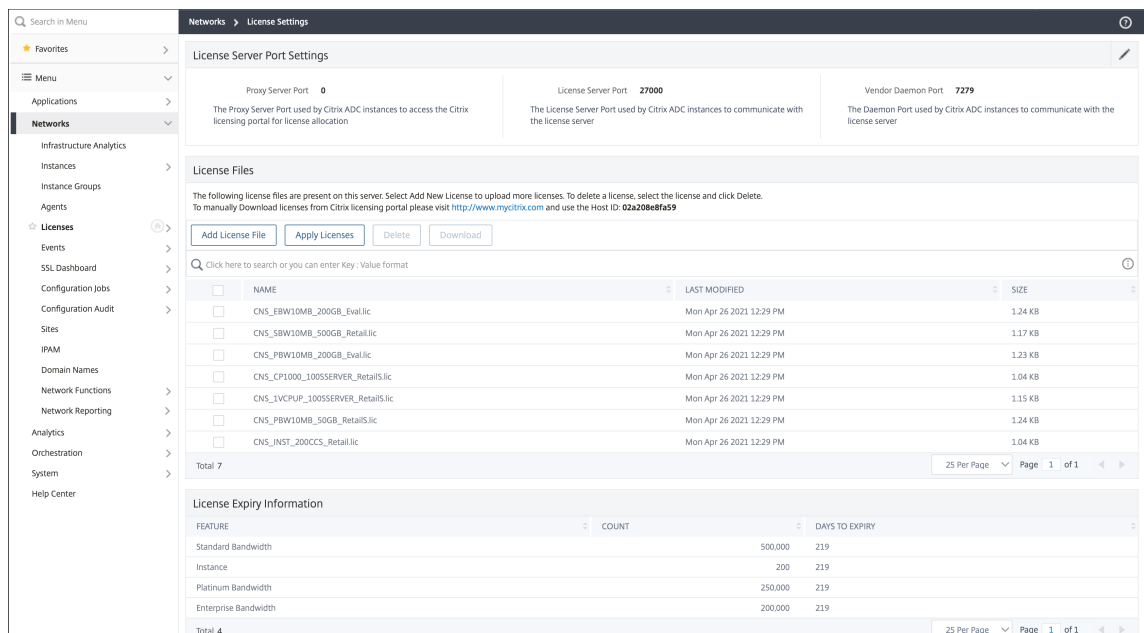 Search in Menu
Favorites
Menu
Applications
Networks
Infrastructure Analytics
Instances
Instance Groups
Agents
Licenses
Events
SSL Dashboard
Configuration Jobs
Configuration Audit
Sites
IPAM
Domain Names
Network Functions
Network Reporting
Analytics
Orchestration
System
Help Center
Networks > License Settings
License Server Port Settings
Proxy Server Port 0
The Proxy Server Port used by Citrix ADC instances to access the Citrix
licensing portal for license allocation
License Server Port 27000
The License Server Port used by Citrix ADC instances to communicate with
the license server
Vendor Daemon Port 7279
The Daemon Port used by Citrix ADC instances to communicate with the
license server
License Files
The following license files are present on this server. Select Add New License to upload more licenses. To delete a license, select the license and click Delete.
To manually Download licenses from Citrix licensing portal please visit http://www.mycitrix.com and use the Host ID: 02a208e8fa59
Add License File Apply Licenses Delete Download
Click here to search or you can enter Key : Value format
NAME LAST MODIFIED SIZE
CNS_EBW10MB_200GB_Eval.lic Mon Apr 26 2021 12:29 PM 1.24 KB
CNS_SBW10MB_500GB_Retail.lic Mon Apr 26 2021 12:29 PM 1.17 KB
CNS_PBW10MB_200GB_Eval.lic Mon Apr 26 2021 12:29 PM 1.23 KB
CNS_CP1000_100SSERVER_RetailS.lic Mon Apr 26 2021 12:29 PM 1.04 KB
CNS_1VCPUP_100SSERVER_RetailS.lic Mon Apr 26 2021 12:29 PM 1.15 KB
CNS_PBW10MB_50GB_RetailS.lic Mon Apr 26 2021 12:29 PM 1.24 KB
CNS_INST_200CCS_Retail.lic Mon Apr 26 2021 12:29 PM 1.04 KB
Total 7 25 Per Page Page 1 of 1
License Expiry Information
FEATURE COUNT DAYS TO EXPIRY
Standard Bandwidth 500,000 219
Instance 200 219
Platinum Bandwidth 250,000 219
Enterprise Bandwidth 200,000 219
Total 4 25 Per Page Page 1 of 1